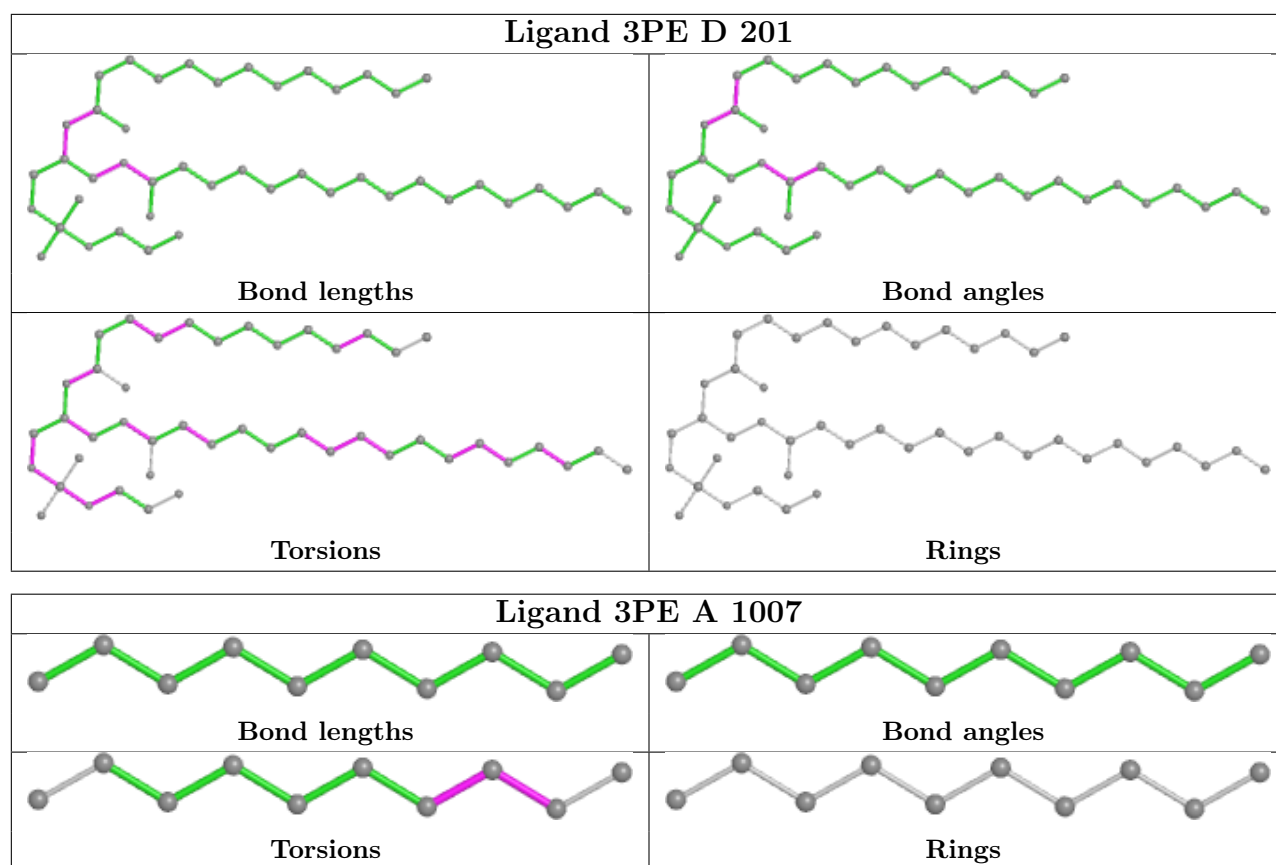 Ligand 3PE D 201
Bond lengths
Bond angles
Torsions
Rings
Ligand 3PE A 1007
Bond lengths
Bond angles
Torsions
Rings